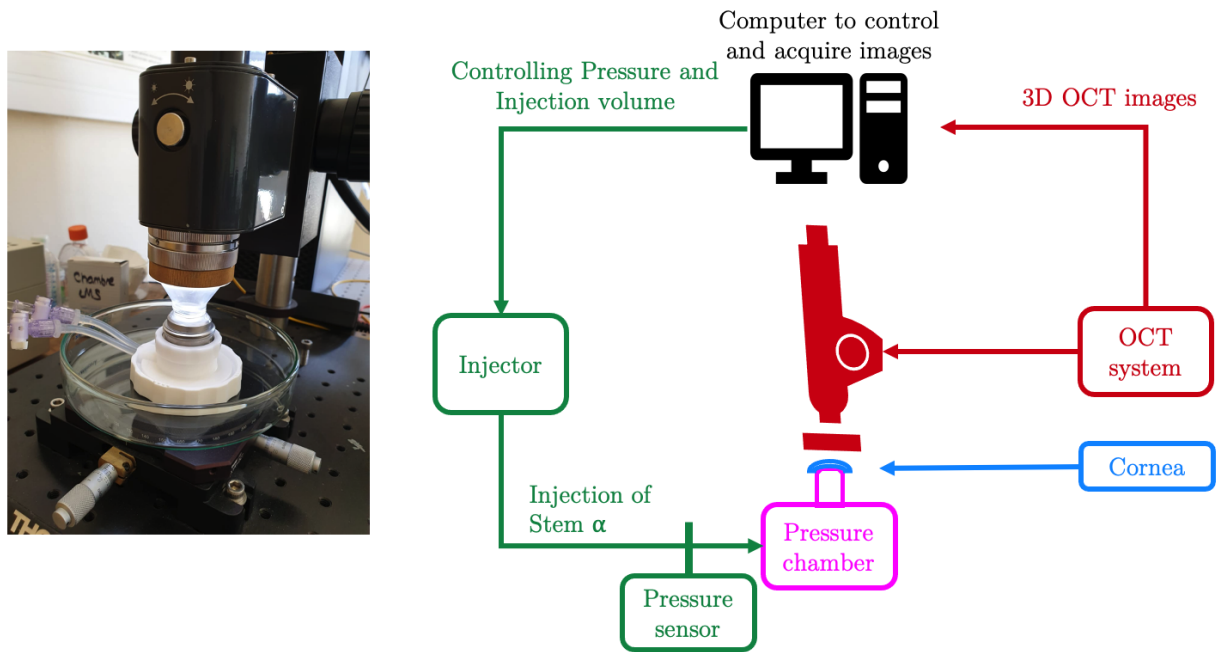 Computer to control
and acquire images
Controlling Pressure and
Injection volume
3D OCT images
Chambre
Injector
OCT
system
Cornea
Injection of
Stem α
Pressure
chamber
Pressure
sensor
THO